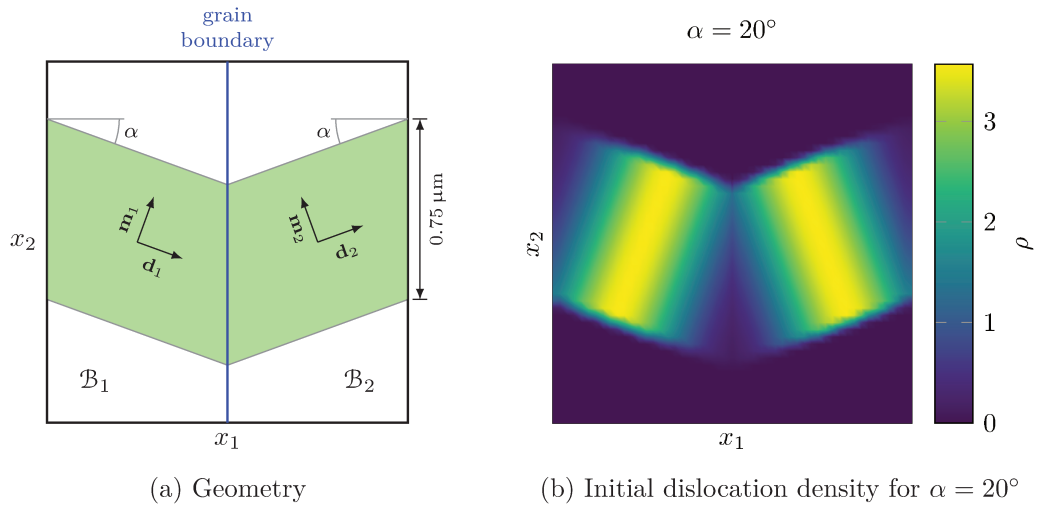 grain
boundary
α
α
m₁
d₁
m₂
d₂
0.75 μm
x₂
ℬ₁
ℬ₂
x₁
(a) Geometry
α = 20°
x₂
x₁
3
2
1
0
ρ
(b) Initial dislocation density for α = 20°